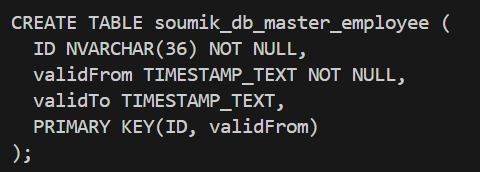 CREATE TABLE soumik_db_master_employee (
  ID NVARCHAR(36) NOT NULL,
  validFrom TIMESTAMP_TEXT NOT NULL,
  validTo TIMESTAMP_TEXT,
  PRIMARY KEY(ID, validFrom)
);